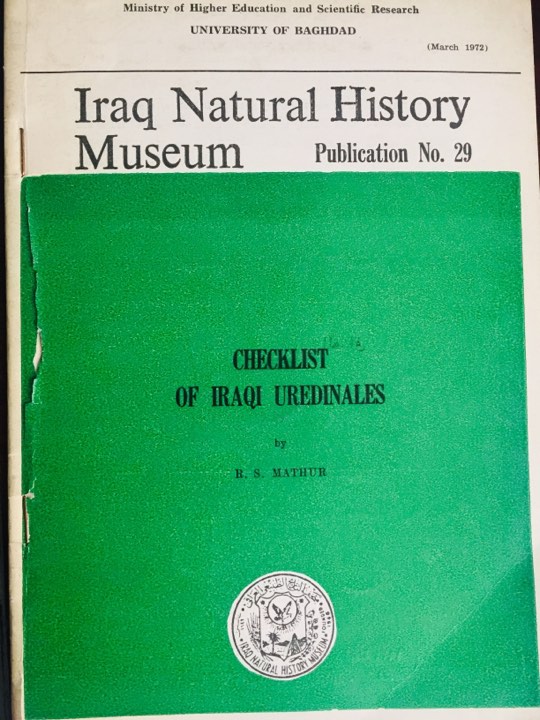 Ministry of Higher Education and Scientific Research
UNIVERSITY OF BAGHDAD
(March 1972)
Iraq Natural History
Museum
Publication No. 29
CHECKLIST
OF IRAQI UREDINALES
by
R. S. MATHUR
IRAQ NATURAL HISTORY MUSEUM